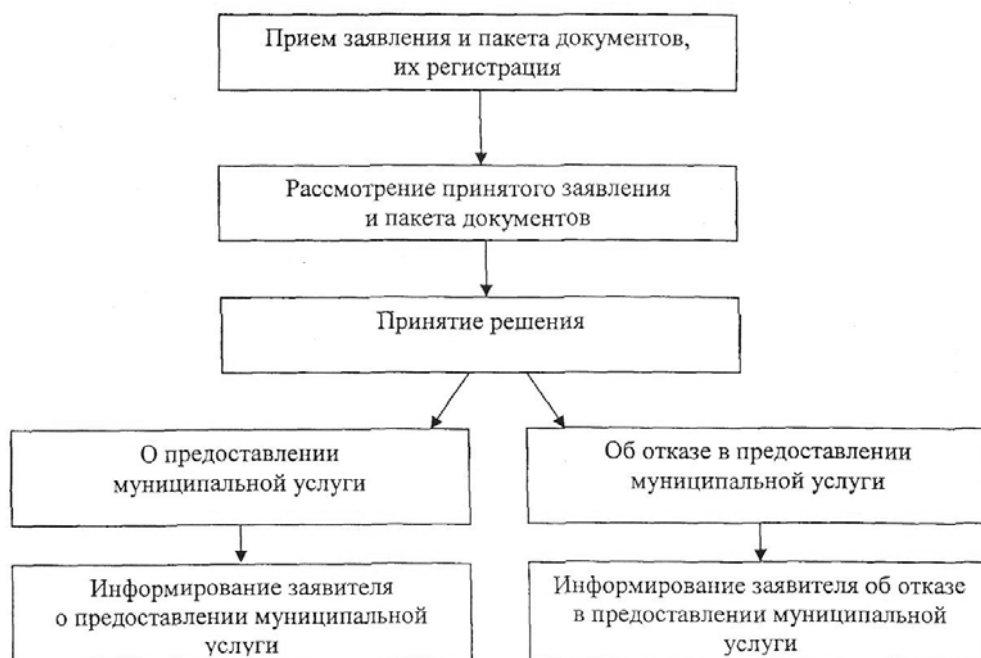 Прием заявления и пакета документов,
их регистрация
Рассмотрение принятого заявления
и пакета документов
Принятие решения
О предоставлении
муниципальной услуги
Об отказе в предоставлении
муниципальной услуги
Информирование заявителя
о предоставлении муниципальной
услуги
Информирование заявителя об отказе
в предоставлении муниципальной
услуги